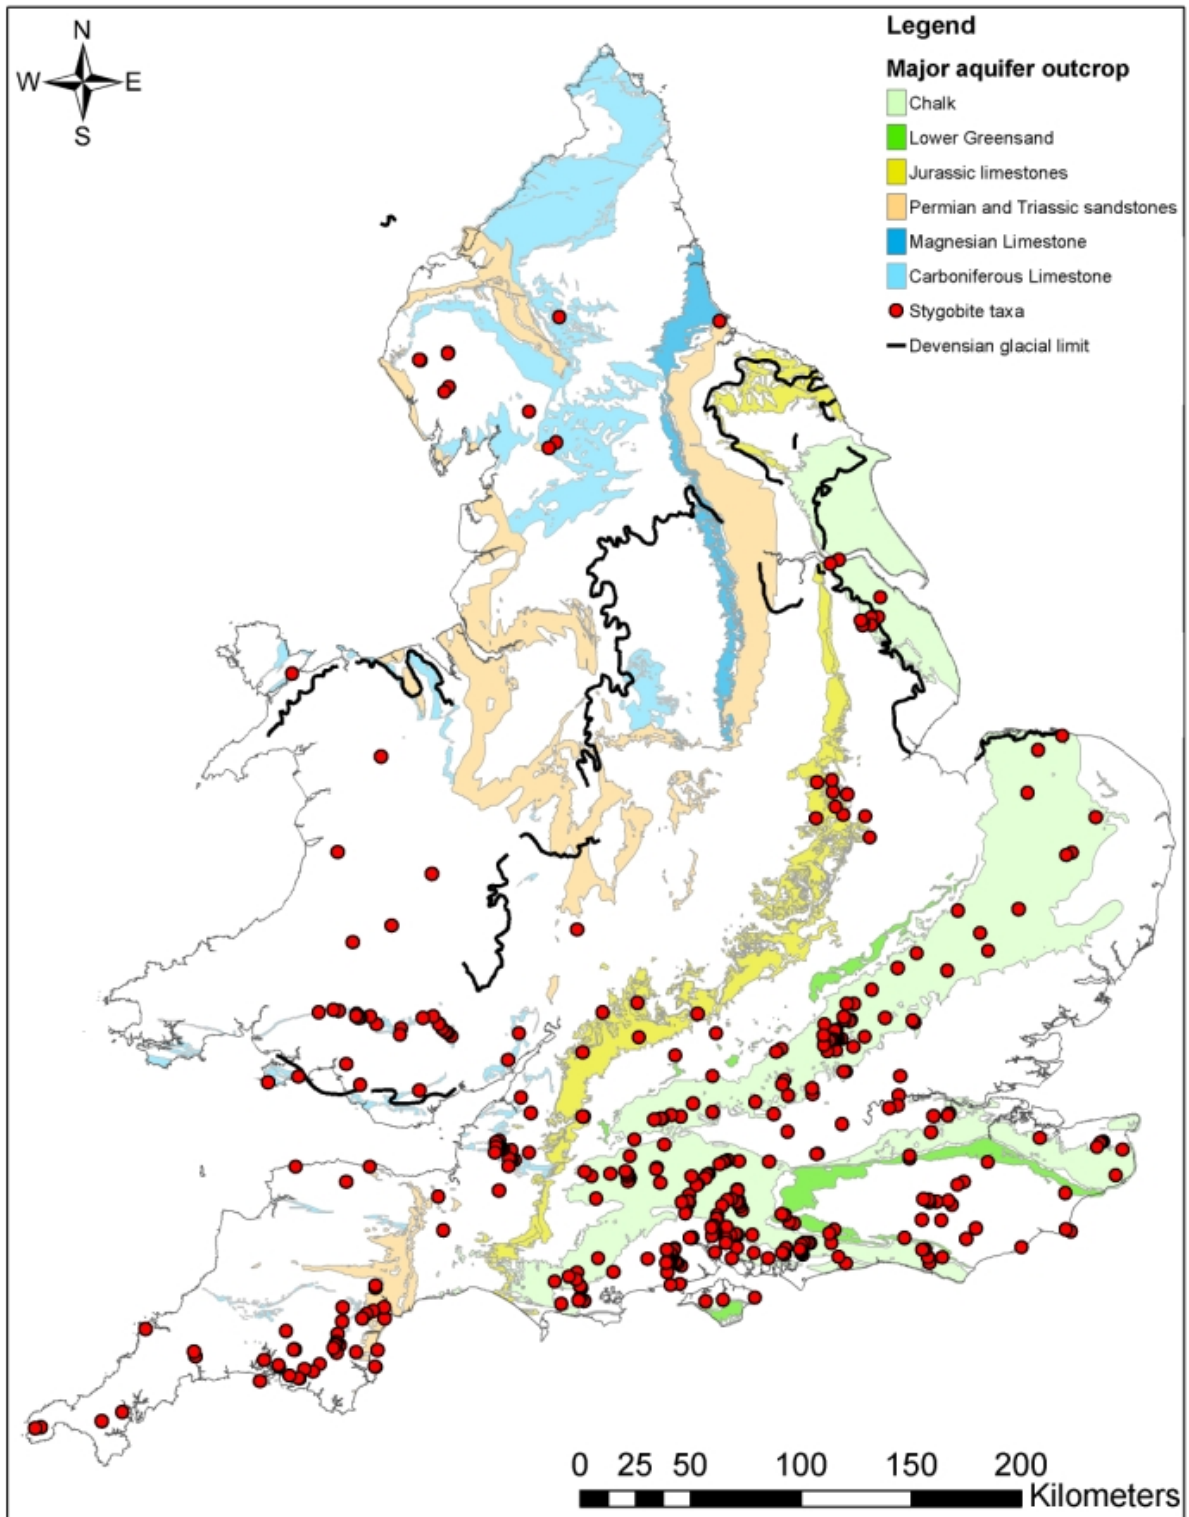 N
W E
S
Legend
Major aquifer outcrop
Chalk
Lower Greensand
Jurassic limestones
Permian and Triassic sandstones
Magnesian Limestone
Carboniferous Limestone
Stygobite taxa
Devensian glacial limit
0 25 50 100 150 200
Kilometers